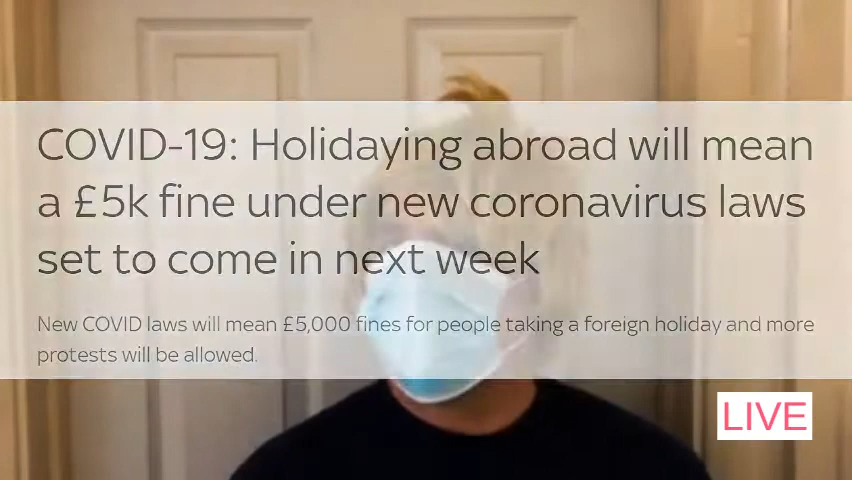 COVID-19: Holidaying abroad will mean
a £5k fine under new coronavirus laws
set to come in next week
New COVID laws will mean £5,000 fines for people taking a foreign holiday and more
protests will be allowed.
LIVE